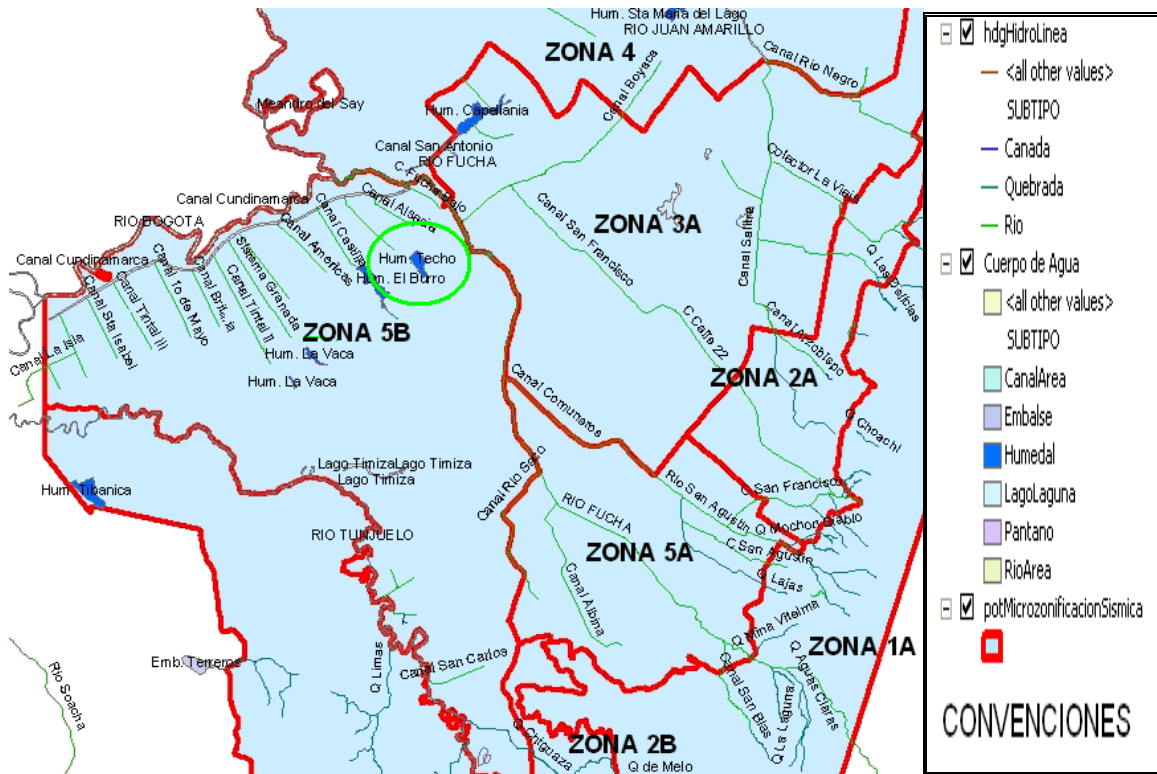 Hum. Sta Maria del Lago
RIO JUAN AMARILLO
ZONA 4
Canal Rio Negro
Canal Boyaca
Meandro del Say
Hum. Capellania
Canal San Antonio
RIO FUCHA
C. Fucha Bajo
Colector La Vieja
Canal Cundinamarca
Canal Alsacia
RIO BOGOTA
Canal Castilla
Canal Americas
Canal San Francisco
ZONA 3A
Canal Salitre
Canal Cundinamarca
Hum. Techo
Hum. El Burro
Q Las Delicias
Sistema Granada
Canal Tintal II
Canal 1o de Mayo
Canal Tintal III
Canal Sta Isabel
ZONA 5B
Canal La Isla
Hum. La Vaca
Hum. La Vaca
C Calle 22
Canal Arzobispo
ZONA 2A
Canal Comuneros
Q Choachi
Lago TimizaLago Timiza
Lago Timiza
Hum. Tibanica
Canal Rio Seco
RIO FUCHA
Rio San Agustin
C San Francisco
Q Mochon Diablo
RIO TUNJUELO
ZONA 5A
C San Agustin
Q Lajas
Canal Albina
Q Mina Vitelma
ZONA 1A
Emb. Terreros
Q Limas
Canal San Carlos
Rio Soacha
Canal San Blas
Q La Laguna
Q Aguas Claras
Q Chiguaza
ZONA 2B
Q de Melo
hdgHidroLinea
<all other values>
SUBTIPO
Canada
Quebrada
Rio
Cuerpo de Agua
<all other values>
SUBTIPO
CanalArea
Embalse
Humedal
LagoLaguna
Pantano
RioArea
potMicrozonificacionSismica
CONVENCIONES